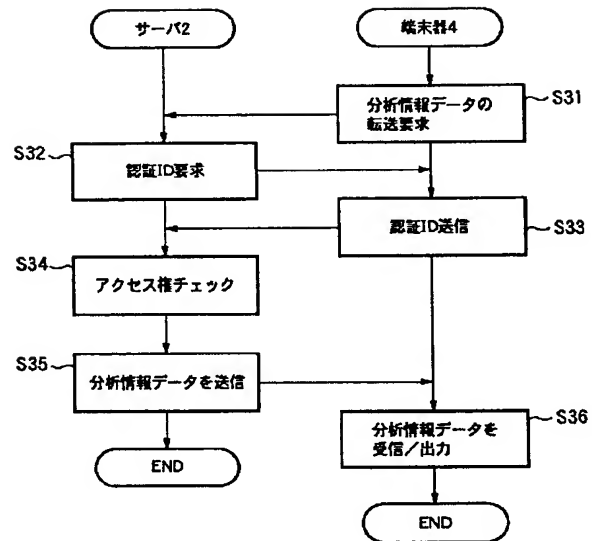 サーバ2
端末器4
分析情報データの
転送要求
S31
S32
認証ID要求
認証ID送信
S33
S34
アクセス権チェック
S35
分析情報データを送信
分析情報データを
受信/出力
S36
END
END